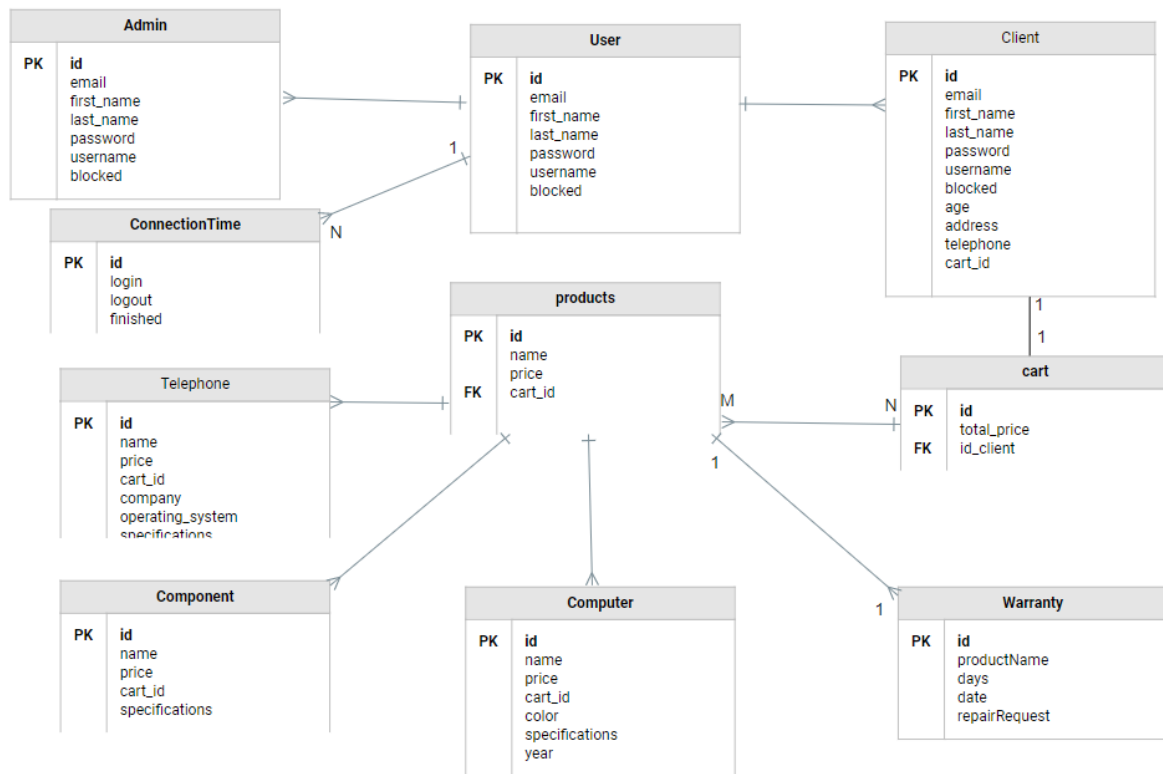 Admin
PK id
email
first_name
last_name
password
username
blocked
User
PK id
email
first_name
last_name
password
username
blocked
Client
PK id
email
first_name
last_name
password
username
blocked
age
address
telephone
cart_id
1
N
ConnectionTime
PK id
login
logout
finished
products
PK id
name
price
FK cart_id
1
1
cart
PK id
total_price
FK id_client
M
N
1
1
Telephone
PK id
name
price
cart_id
company
operating_system
specifications
Component
PK id
name
price
cart_id
specifications
Computer
PK id
name
price
cart_id
color
specifications
year
Warranty
PK id
productName
days
date
repairRequest